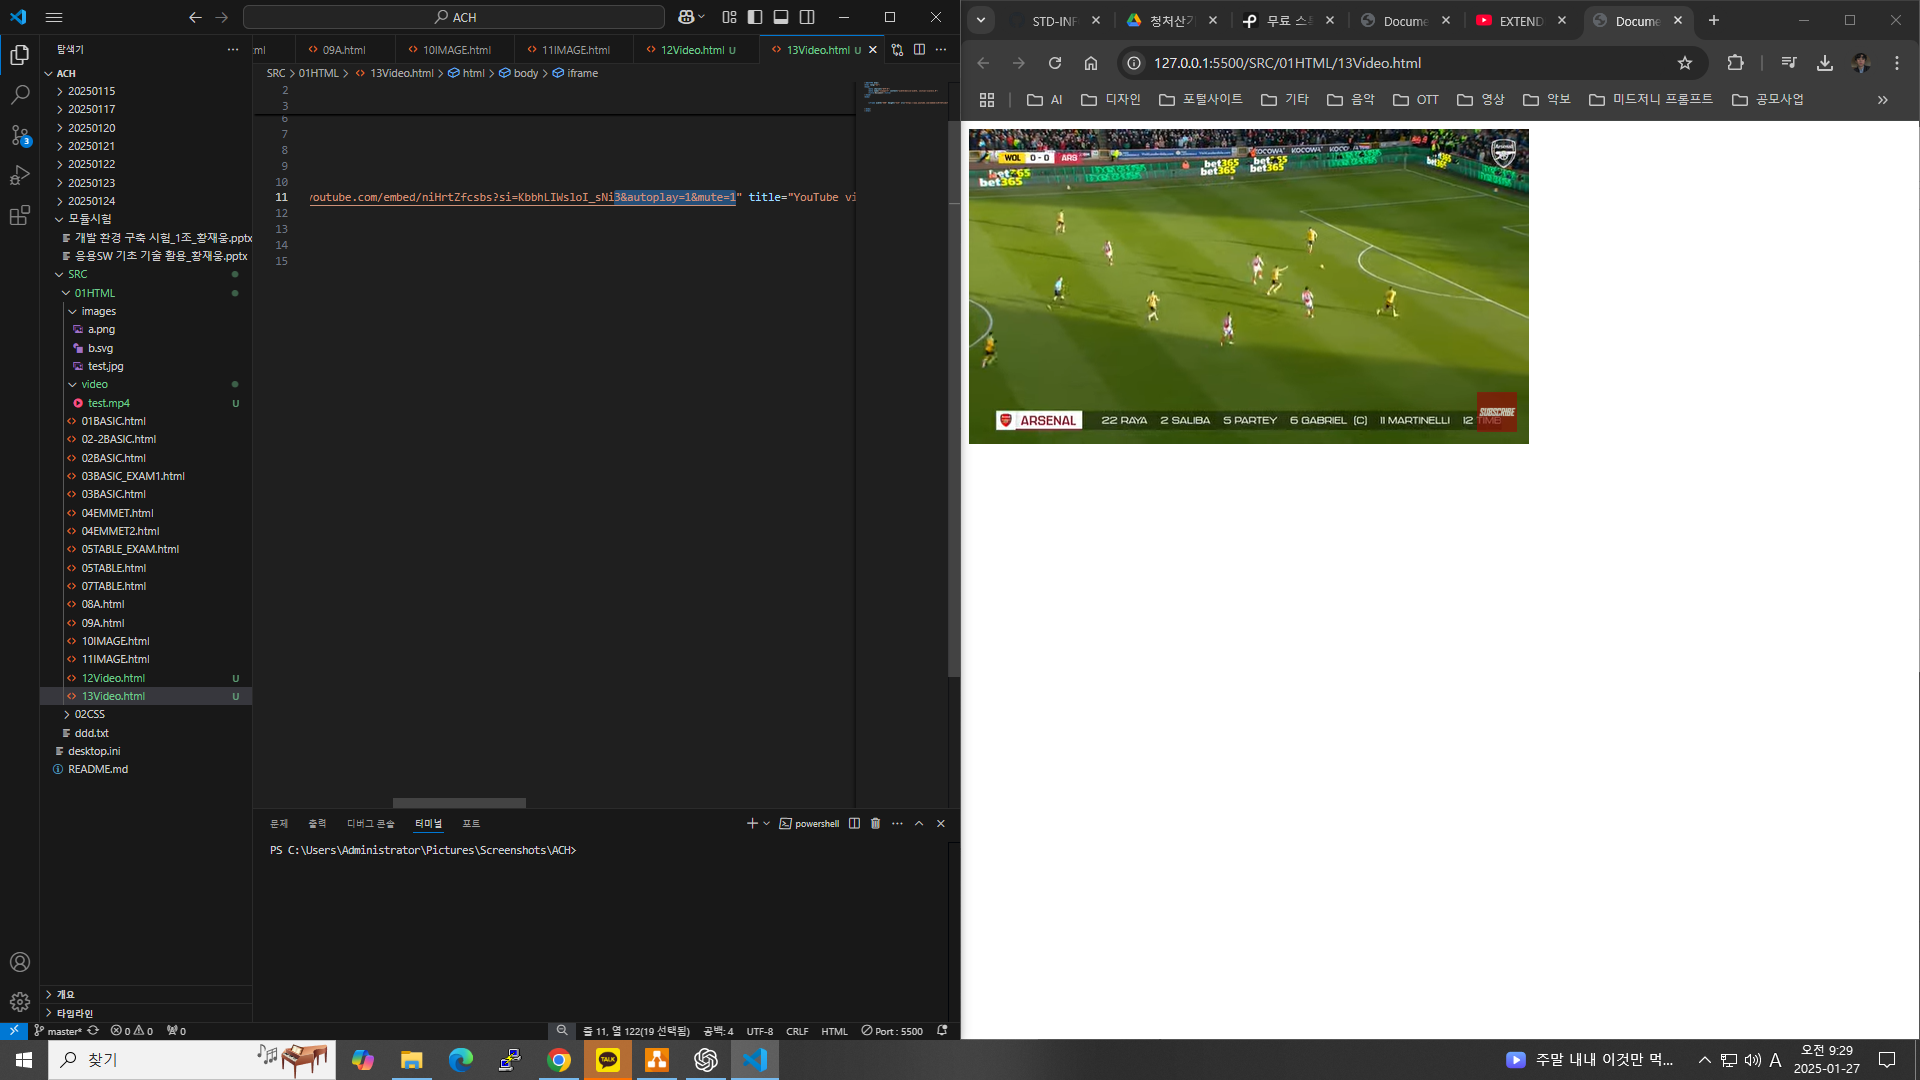 ACH
탐색기
ACH
20250115
20250117
20250120
20250121
20250122
20250123
20250124
모듈시험
개발 환경 구축 시험_1조_황재웅.pptx
응용SW 기초 기술 활용_황재웅.pptx
SRC
01HTML
images
a.png
b.svg
test.jpg
video
test.mp4 U
01BASIC.html
02-2BASIC.html
02BASIC.html
03BASIC_EXAM1.html
03BASIC.html
04EMMET.html
04EMMET2.html
05TABLE_EXAM.html
05TABLE.html
07TABLE.html
08A.html
09A.html
10IMAGE.html
11IMAGE.html
12Video.html U
13Video.html U
02CSS
ddd.txt
desktop.ini
README.md
개요
타임라인
ml 09A.html 10IMAGE.html 11IMAGE.html 12Video.html U 13Video.html U
SRC > 01HTML > 13Video.html > html > body > iframe
2
3
6
7
8
9
10
11 youtube.com/embed/niHrtZfcsbs?si=KbbhLIWsloI_sNi3&autoplay=1&mute=1" title="YouTube vi
12
13
14
15
문제 출력 디버그 콘솔 터미널 포트 powershell
PS C:\Users\Administrator\Pictures\Screenshots\ACH>
master* 0 0 0 줄 11, 열 122(19 선택됨) 공백: 4 UTF-8 CRLF HTML Port : 5500
STD-INF 청처산기 무료 스톡 Docume EXTEND Docume
127.0.0.1:5500/SRC/01HTML/13Video.html
AI 디자인 포털사이트 기타 음악 OTT 영상 악보 미드저니 프롬프트 공모사업
WOL 0 - 0 ARS
KOCOWA
bet365
bet365
bet365
bet365
Arsenal
ARSENAL 22 RAYA 2 SALIBA 5 PARTEY 6 GABRIEL (C) 11 MARTINELLI 12 TIMB
SUBSCRIBE
찾기
TALK
주말 내내 이것만 먹...
A
오전 9:29
2025-01-27